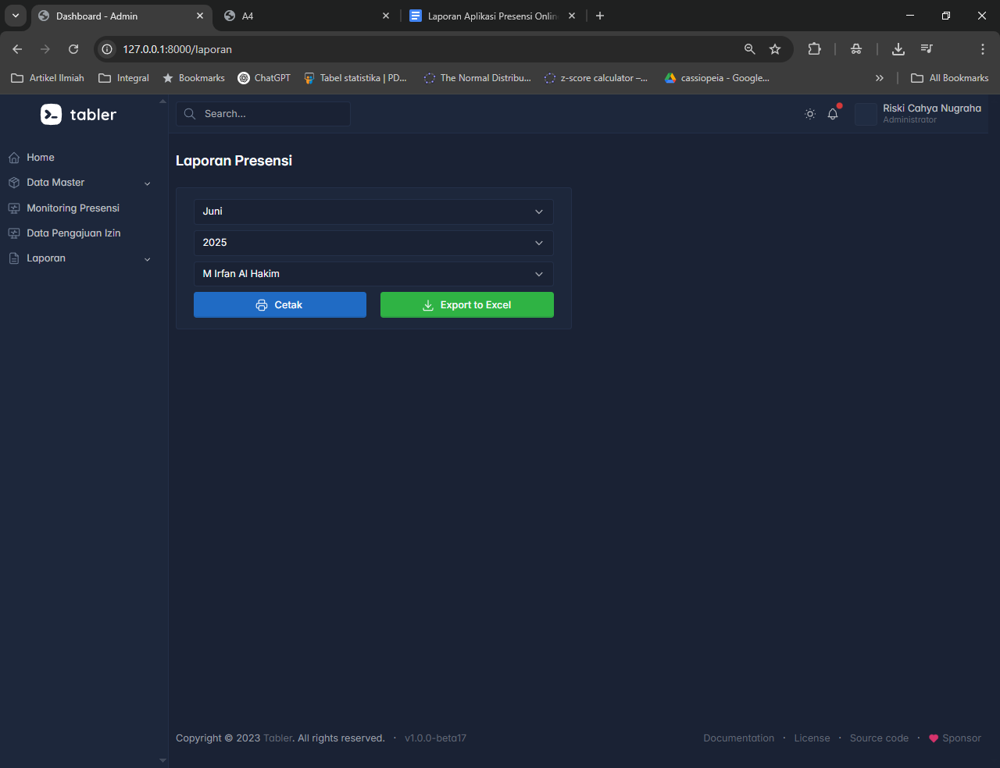 Dashboard - Admin
A4
Laporan Aplikasi Presensi Onlin
127.0.0.1:8000/laporan
Artikel Ilmiah
Integral
Bookmarks
ChatGPT
Tabel statistika | PD...
The Normal Distribu...
z-score calculator –...
cassiopeia - Google...
All Bookmarks
tabler
Search...
Riski Cahya Nugraha
Administrator
Home
Data Master
Monitoring Presensi
Data Pengajuan Izin
Laporan
Laporan Presensi
Juni
2025
M Irfan Al Hakim
Cetak
Export to Excel
Copyright © 2023 Tabler. All rights reserved. · v1.0.0-beta17
Documentation · License · Source code · Sponsor